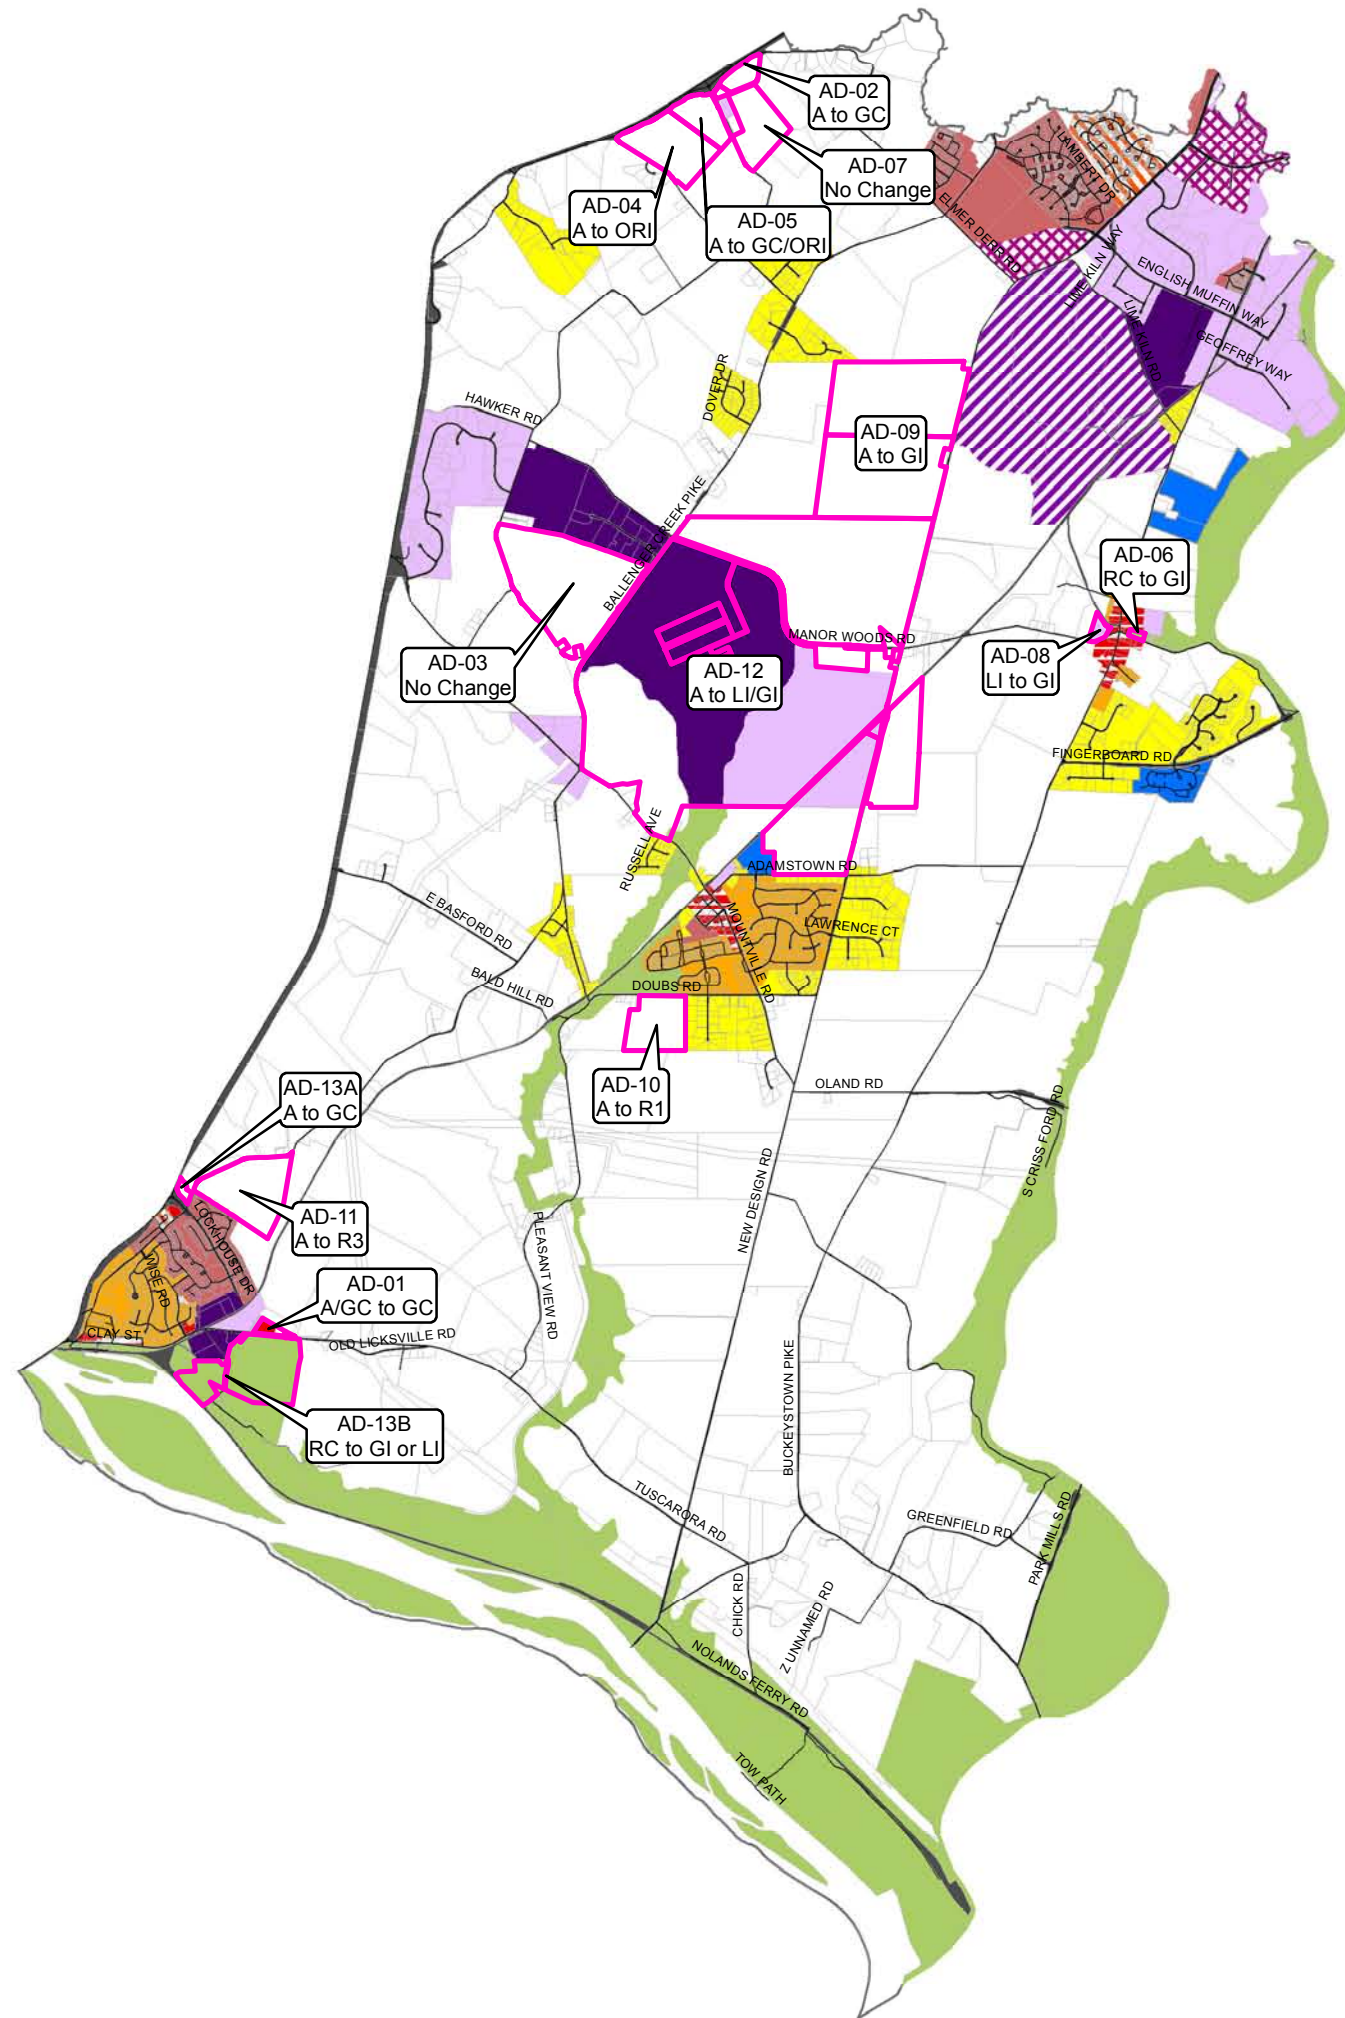 AD-02
A to GC
AD-07
No Change
AD-04
A to ORI
AD-05
A to GC/ORI
LAMBERT DR
ELMER DERR RD
LIME KILN WAY
ENGLISH MUFFIN WAY
LIME KILN RD
GEOFFREY WAY
DOVER DR
HAWKER RD
AD-09
A to GI
BALLENGER CREEK PIKE
AD-06
RC to GI
MANOR WOODS RD
AD-03
No Change
AD-12
A to LI/GI
AD-08
LI to GI
FINGERBOARD RD
RUSSELL AVE
ADAMSTOWN RD
E BASFORD RD
MOUNTVILLE RD
LAWRENCE CT
BALD HILL RD
DOUBS RD
AD-10
A to R1
OLAND RD
AD-13A
A to GC
S CRISS FORD RD
NEW DESIGN RD
AD-11
A to R3
LOCKHOUSE DR
WISE RD
PLEASANT VIEW RD
AD-01
A/GC to GC
CLAY ST
OLD LICKSVILLE RD
BUCKEYSTOWN PIKE
AD-13B
RC to GI or LI
TUSCARORA RD
GREENFIELD RD
PARK MILLS RD
CHICK RD
Z UNNAMED RD
NOLANDS FERRY RD
TOW PATH